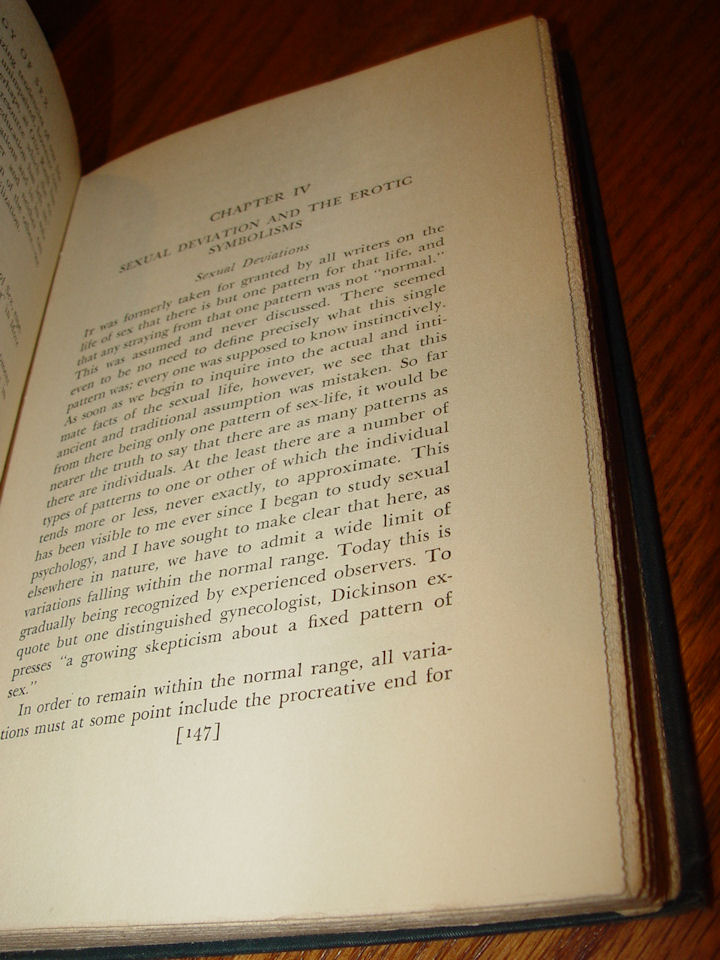 GY OF SEX
CHAPTER IV
SEXUAL DEVIATION AND THE EROTIC
SYMBOLISMS
Sexual Deviations
It was formerly taken for granted by all writers on the
life of sex that there is but one pattern for that life, and
that any straying from that one pattern was not "normal."
This was assumed and never discussed. There seemed
even to be no need to define precisely what this single
pattern was; every one was supposed to know instinctively.
As soon as we begin to inquire into the actual and inti-
mate facts of the sexual life, however, we see that this
ancient and traditional assumption was mistaken. So far
from there being only one pattern of sex-life, it would be
nearer the truth to say that there are as many patterns as
there are individuals. At the least there are a number of
types of patterns to one or other of which the individual
tends more or less, never exactly, to approximate. This
has been visible to me ever since I began to study sexual
psychology, and I have sought to make clear that here, as
elsewhere in nature, we have to admit a wide limit of
variations falling within the normal range. Today this is
gradually being recognized by experienced observers. To
quote but one distinguished gynecologist, Dickinson ex-
presses "a growing skepticism about a fixed pattern of
sex."
In order to remain within the normal range, all varia-
tions must at some point include the procreative end for
[147]